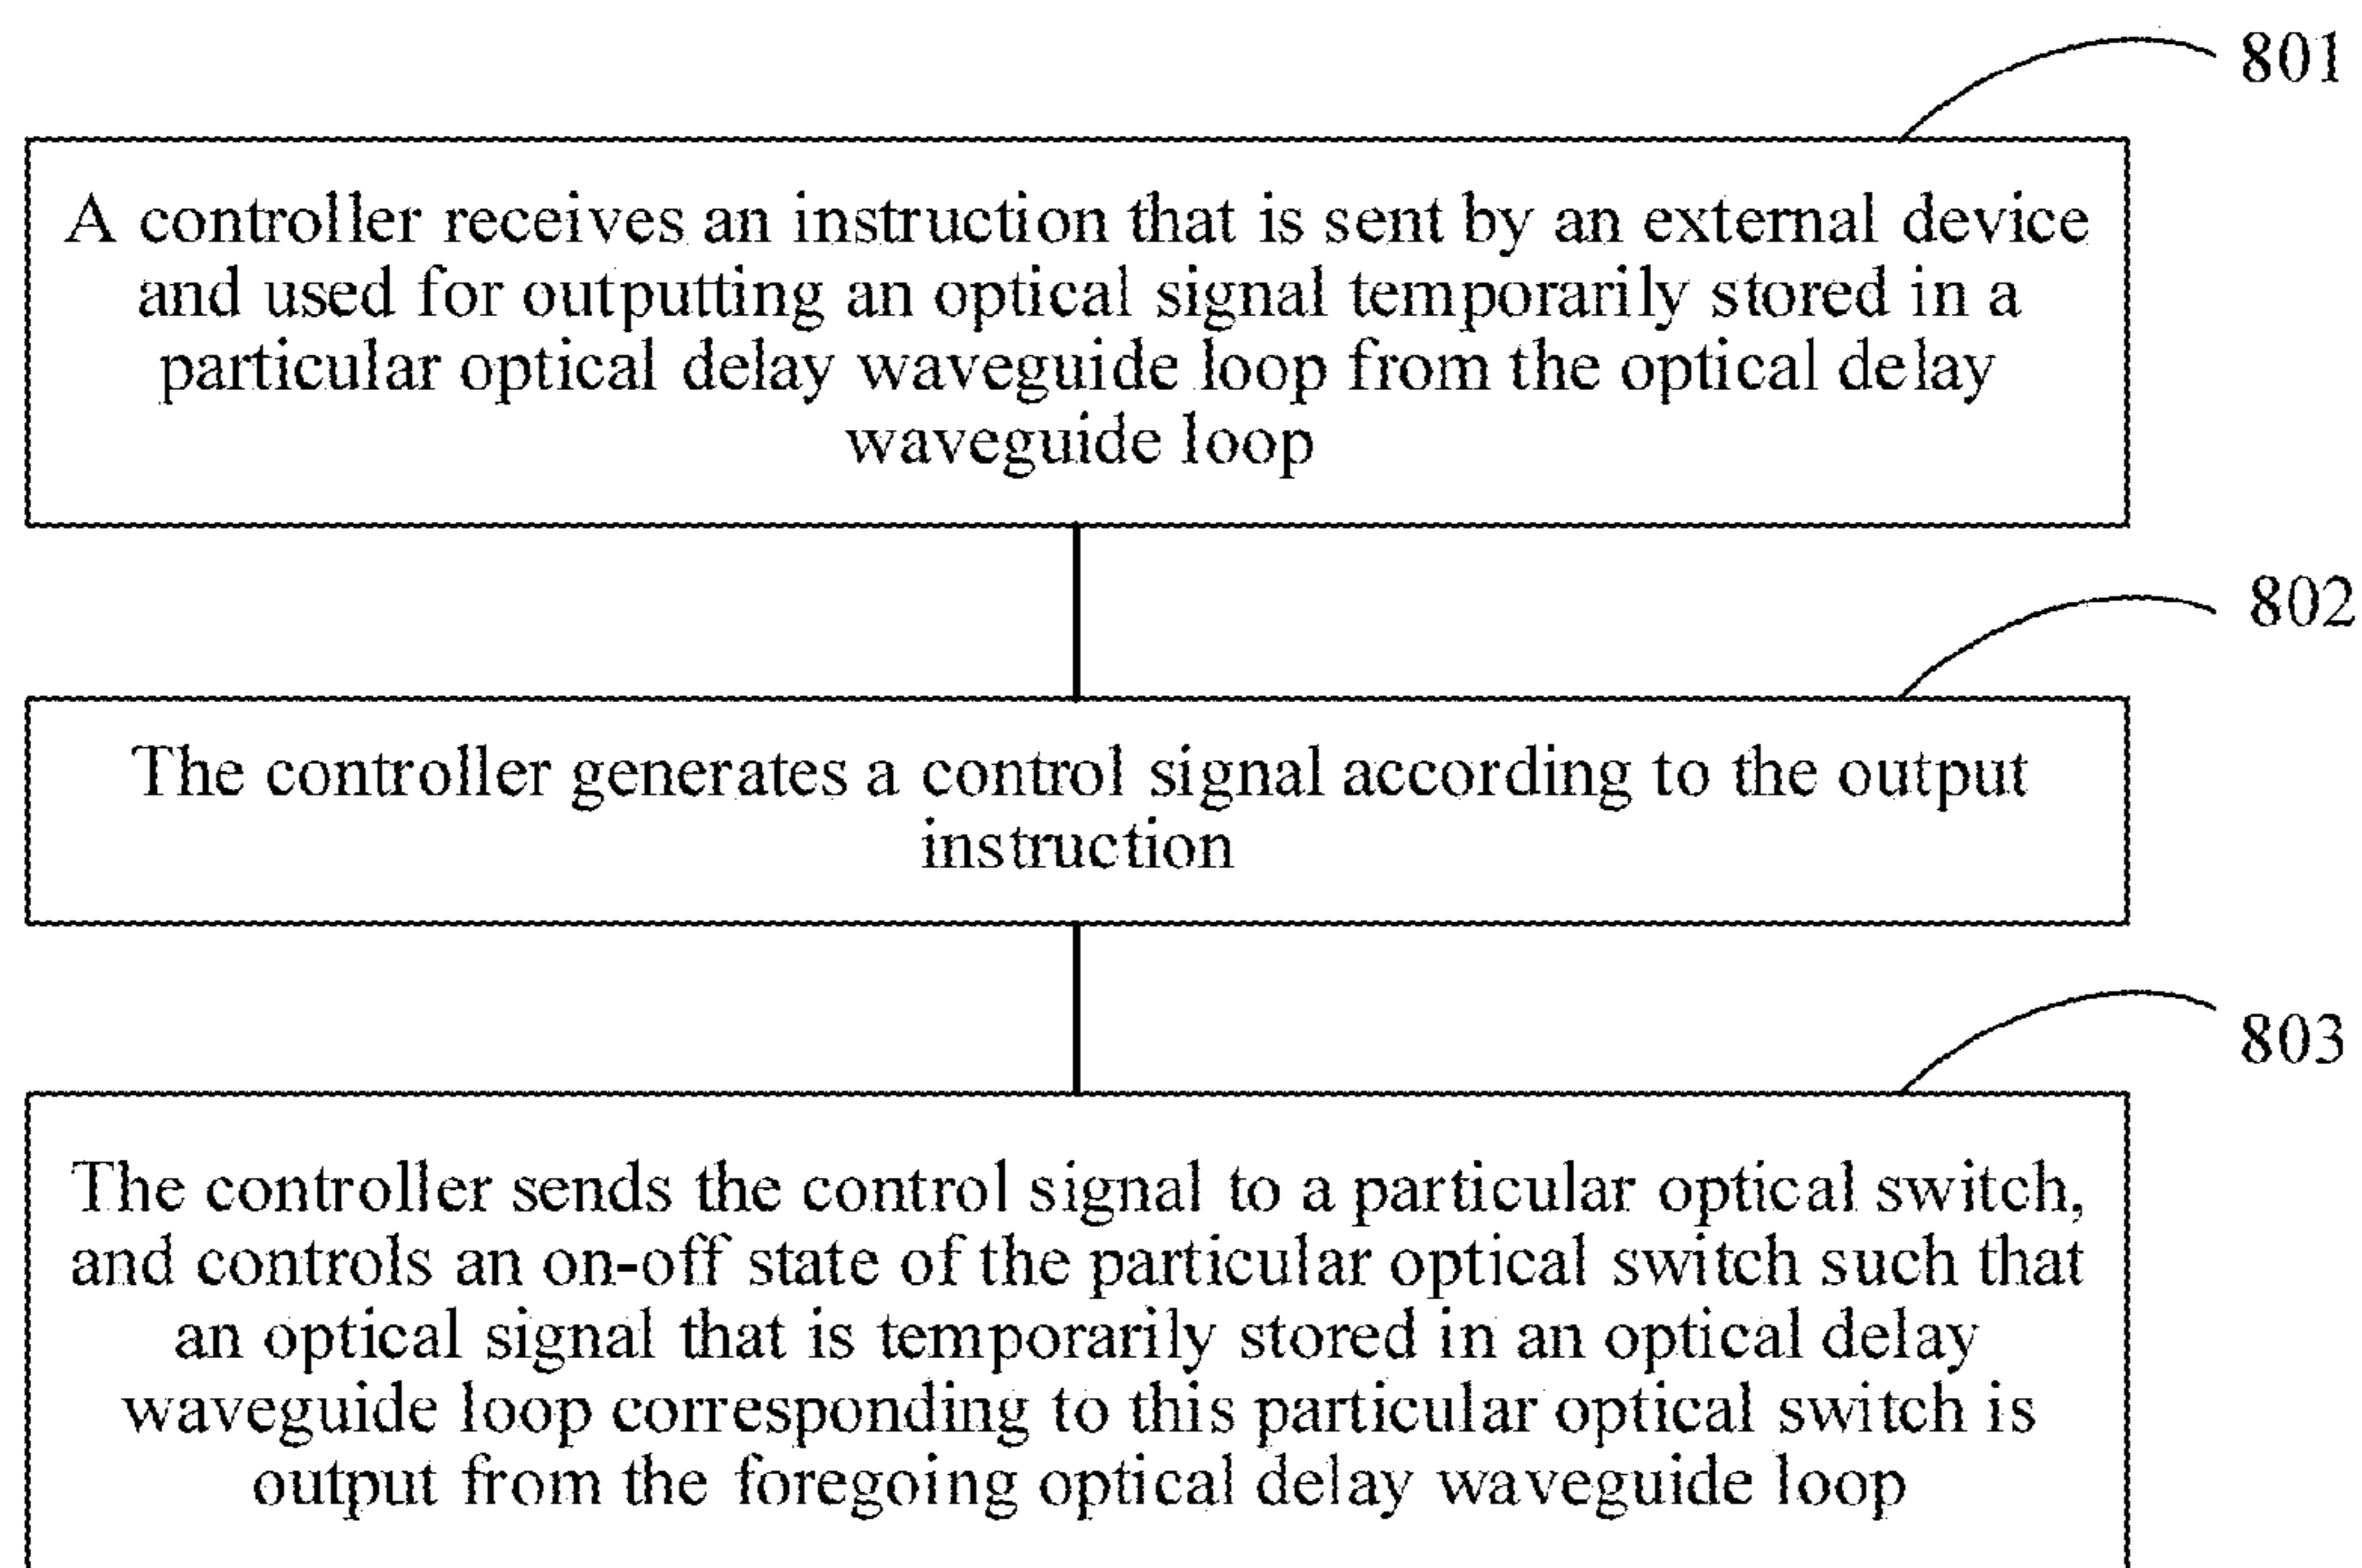 801
A controller receives an instruction that is sent by an external device
and used for outputting an optical signal temporarily stored in a
particular optical delay waveguide loop from the optical delay
waveguide loop
802
The controller generates a control signal according to the output
instruction
803
The controller sends the control signal to a particular optical switch,
and controls an on-off state of the particular optical switch such that
an optical signal that is temporarily stored in an optical delay
waveguide loop corresponding to this particular optical switch is
output from the foregoing optical delay waveguide loop